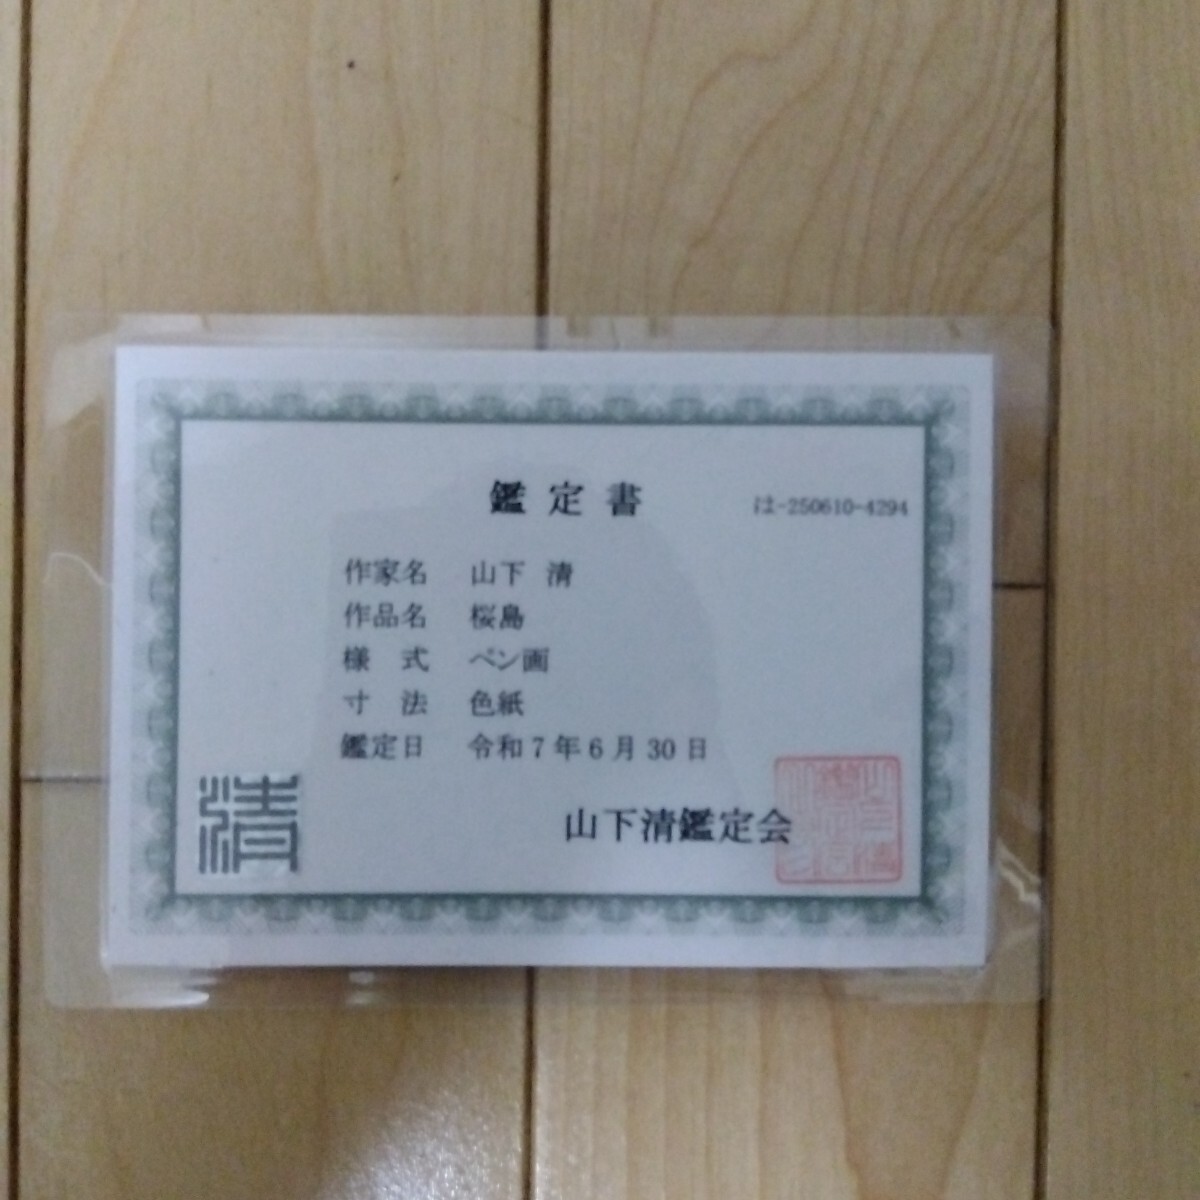 鑑定書
は-250610-4294
作家名 山下 清
作品名 桜島
様 式 ペン画
寸 法 色紙
鑑定日 令和7年6月30日
清
山下清鑑定会